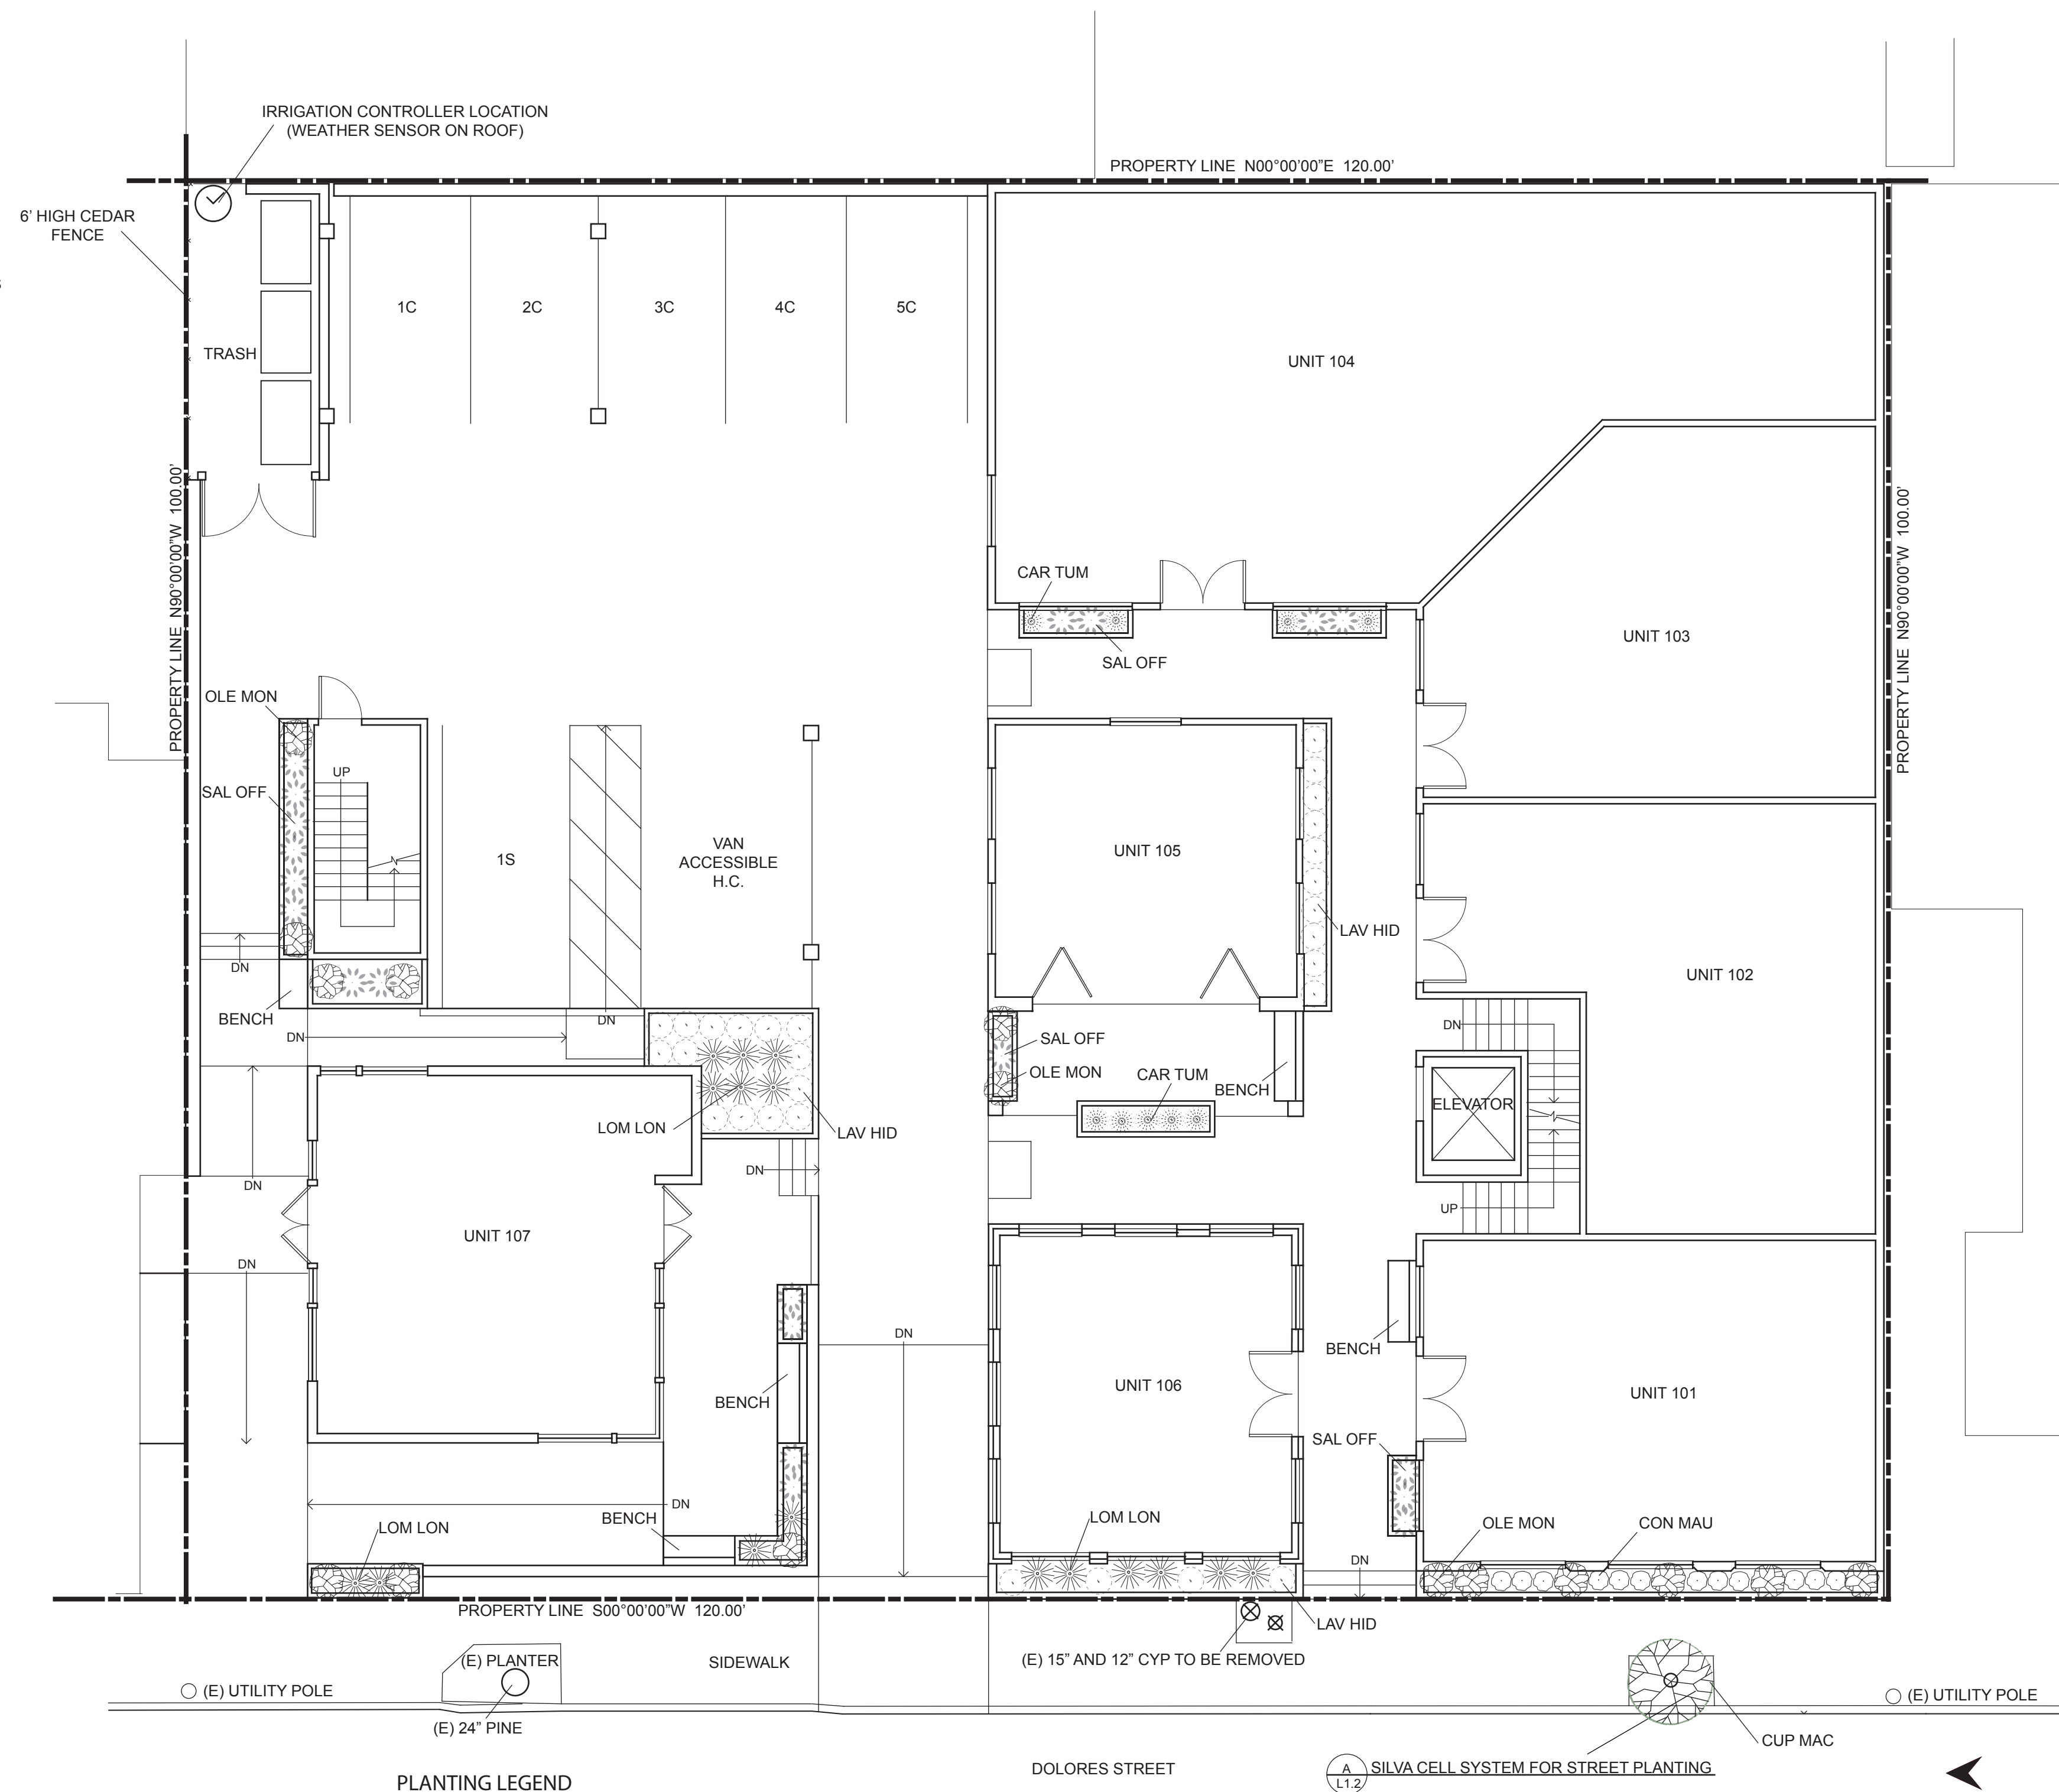 IRRIGATION CONTROLLER LOCATION
(WEATHER SENSOR ON ROOF)
PROPERTY LINE N00°00'00"E 120.00'
6' HIGH CEDAR
FENCE
1C
2C
3C
4C
5C
TRASH
UNIT 104
PROPERTY LINE N90°00'00"W 100.00'
PROPERTY LINE N90°00'00"W 100.00'
CAR TUM
UNIT 103
SAL OFF
OLE MON
UP
SAL OFF
1S
VAN
ACCESSIBLE
H.C.
UNIT 105
LAV HID
DN
UNIT 102
BENCH
DN
DN
DN
SAL OFF
OLE MON
CAR TUM
BENCH
ELEVATOR
LOM LON
LAV HID
DN
DN
UP
UNIT 107
DN
DN
BENCH
UNIT 106
UNIT 101
BENCH
SAL OFF
DN
BENCH
LOM LON
LOM LON
OLE MON
CON MAU
DN
PROPERTY LINE S00°00'00"W 120.00'
LAV HID
(E) PLANTER
SIDEWALK
(E) 15" AND 12" CYP TO BE REMOVED
(E) UTILITY POLE
(E) UTILITY POLE
(E) 24" PINE
CUP MAC
DOLORES STREET
A
L1.2
SILVA CELL SYSTEM FOR STREET PLANTING
PLANTING LEGEND